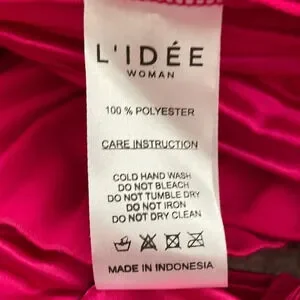 L'IDÉE
WOMAN
100 % POLYESTER
CARE INSTRUCTION
COLD HAND WASH
DO NOT BLEACH
DO NOT TUMBLE DRY
DO NOT IRON
DO NOT DRY CLEAN
MADE IN INDONESIA